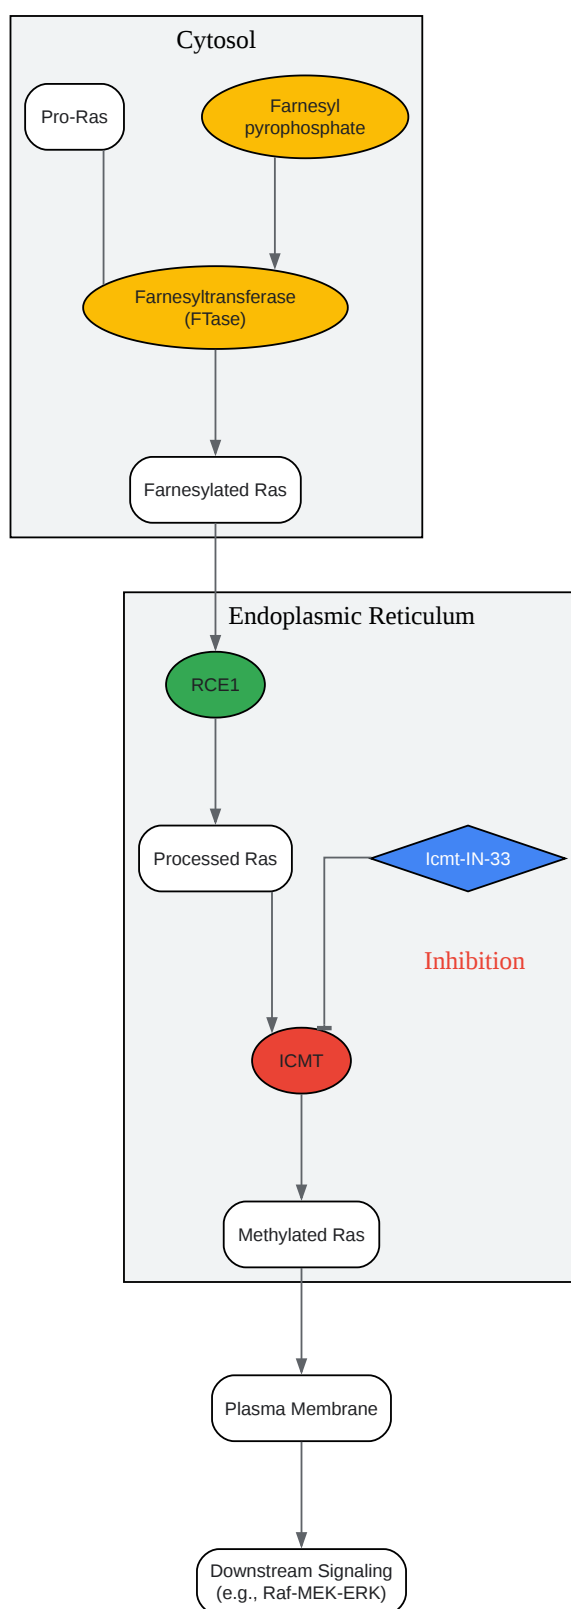 Cytosol
Pro-Ras
Farnesyl
pyrophosphate
Farnesyltransferase
(FTase)
Farnesylated Ras
Endoplasmic Reticulum
RCE1
Processed Ras
Icmt-IN-33
Inhibition
ICMT
Methylated Ras
Plasma Membrane
Downstream Signaling
(e.g., Raf-MEK-ERK)